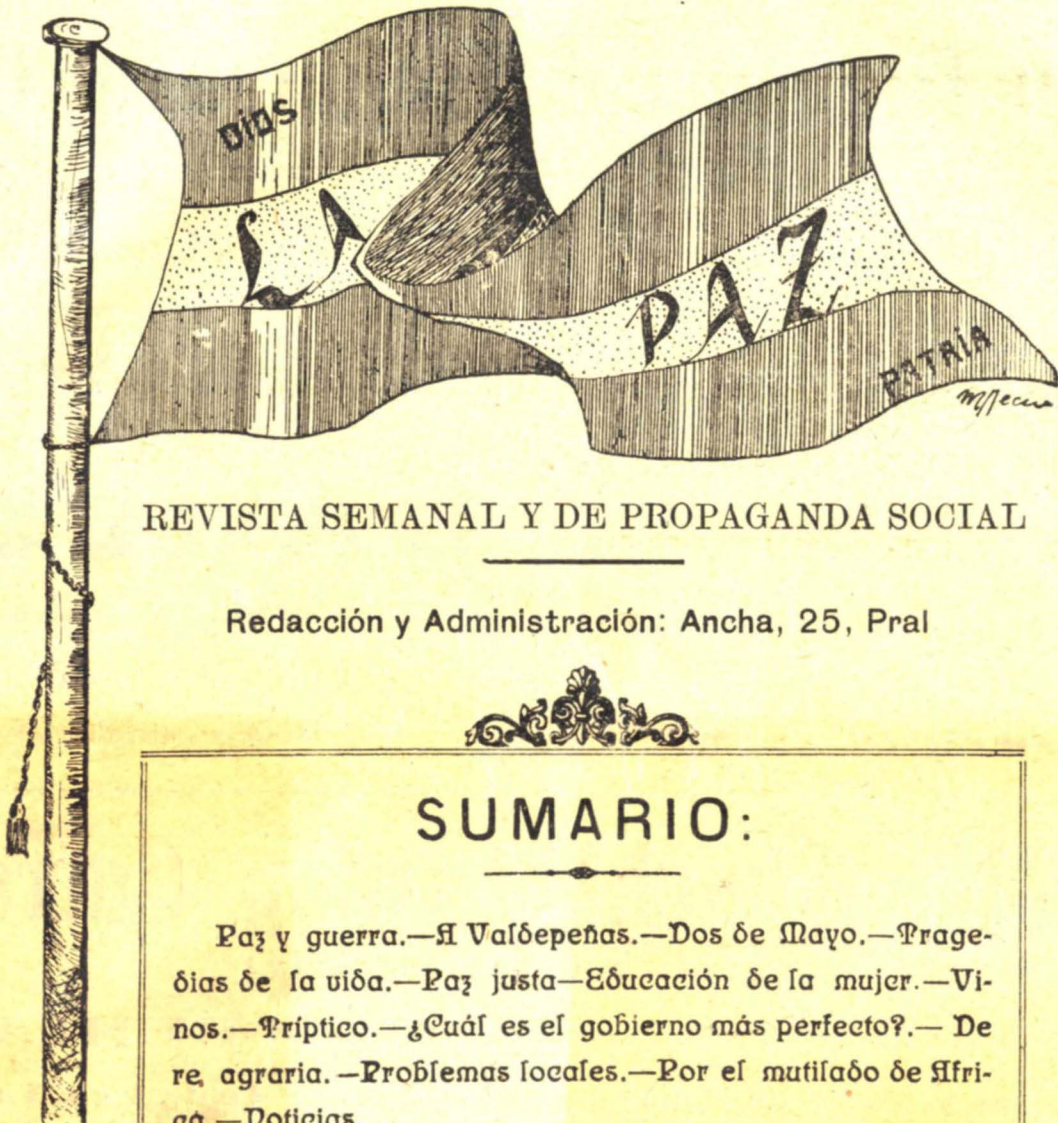 DIOS
LA PAZ
PATRIA
REVISTA SEMANAL Y DE PROPAGANDA SOCIAL
Redacción y Administración: Ancha, 25, Pral
SUMARIO:
Paz y guerra.—A Valdepeñas.—Dos de Mayo.—Trage-
dias de la vida.—Paz justa—Educación de la mujer.—Vi-
nos.—Tríptico.—¿Cuál es el gobierno más perfecto?.— De
re agraria.—Problemas locales.—Por el mutilado de Afri-
ca.—Noticias